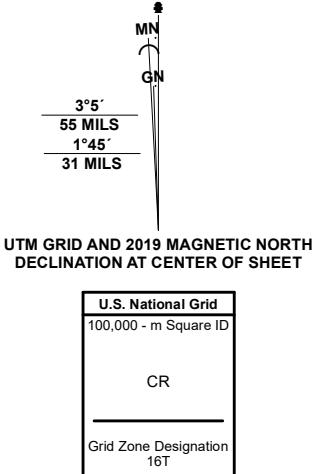 MN
GN
3°5´
55 MILS
1°45´
31 MILS
UTM GRID AND 2019 MAGNETIC NORTH
DECLINATION AT CENTER OF SHEET
U.S. National Grid
100,000 - m Square ID
CR
Grid Zone Designation
16T